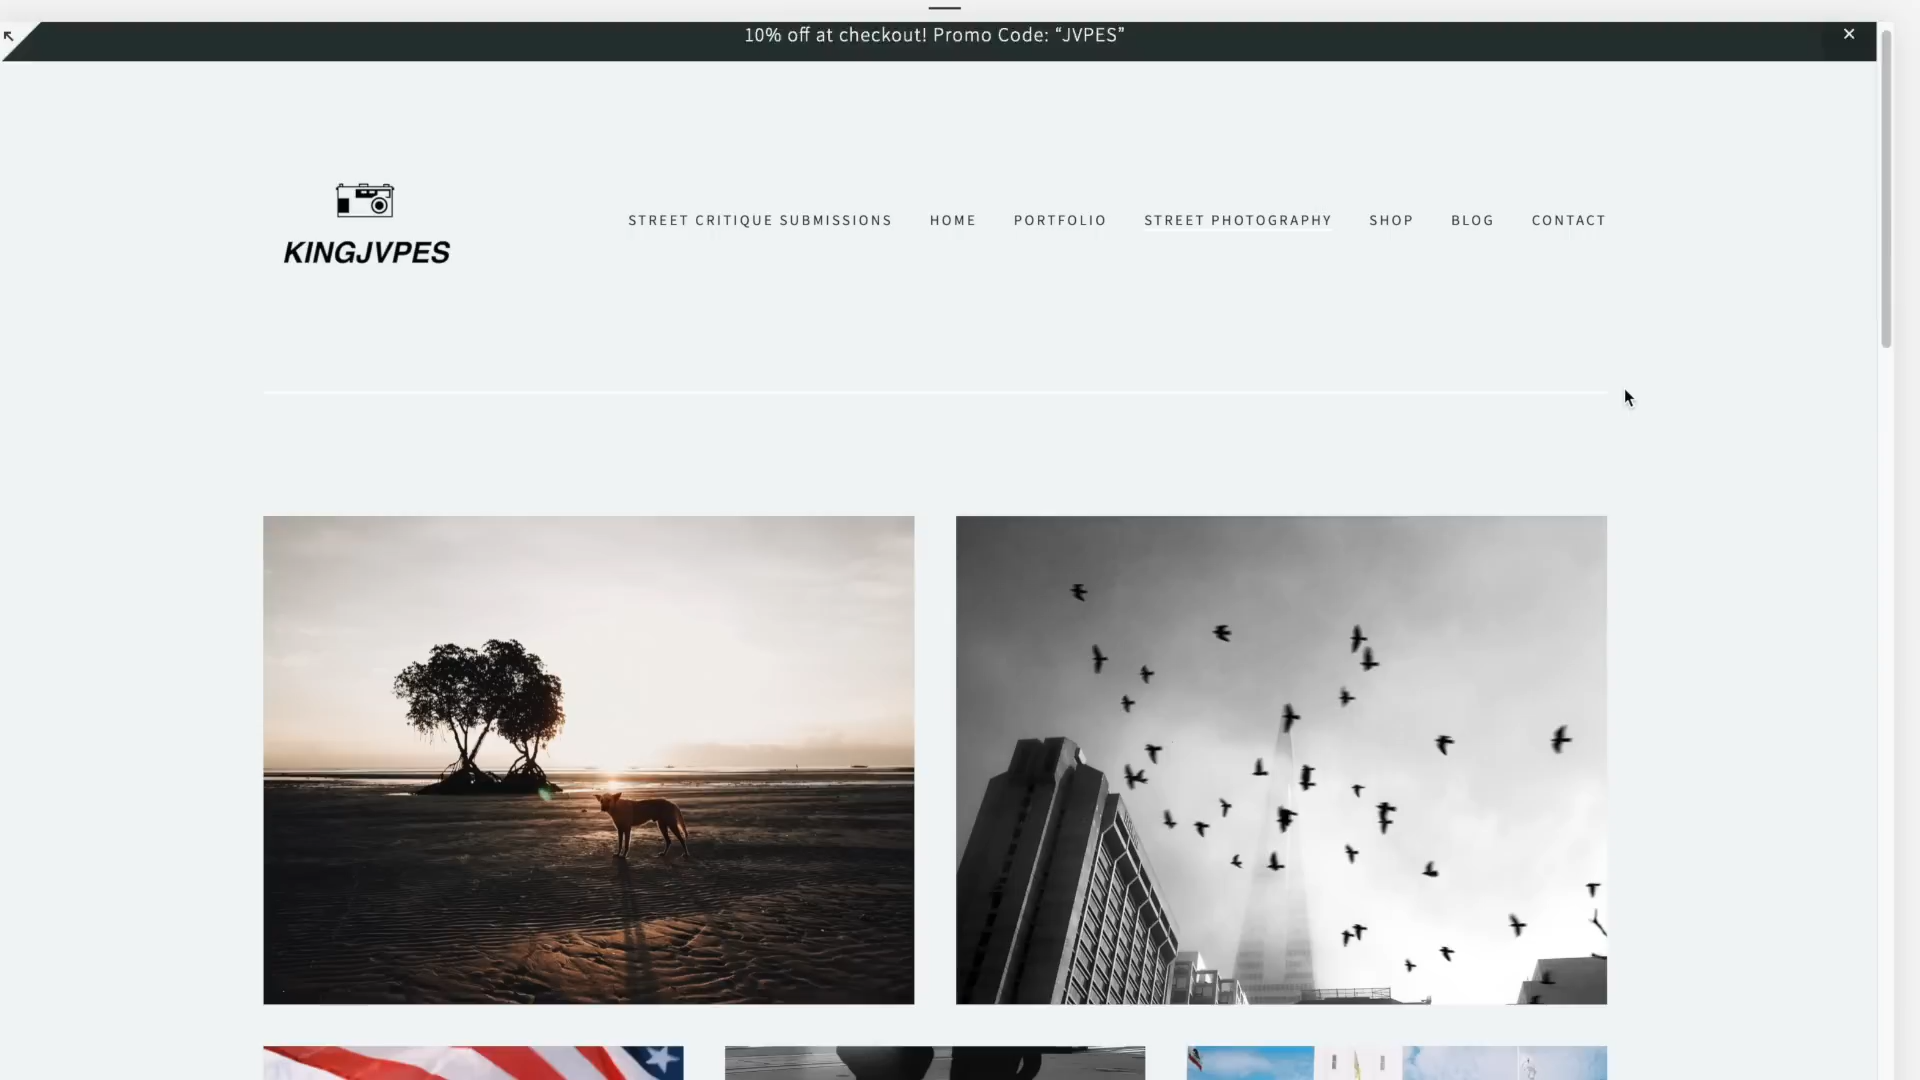 10% off at checkout! Promo Code: “JVPES”
KINGJVPES
STREET CRITIQUE SUBMISSIONS HOME PORTFOLIO STREET PHOTOGRAPHY SHOP BLOG CONTACT